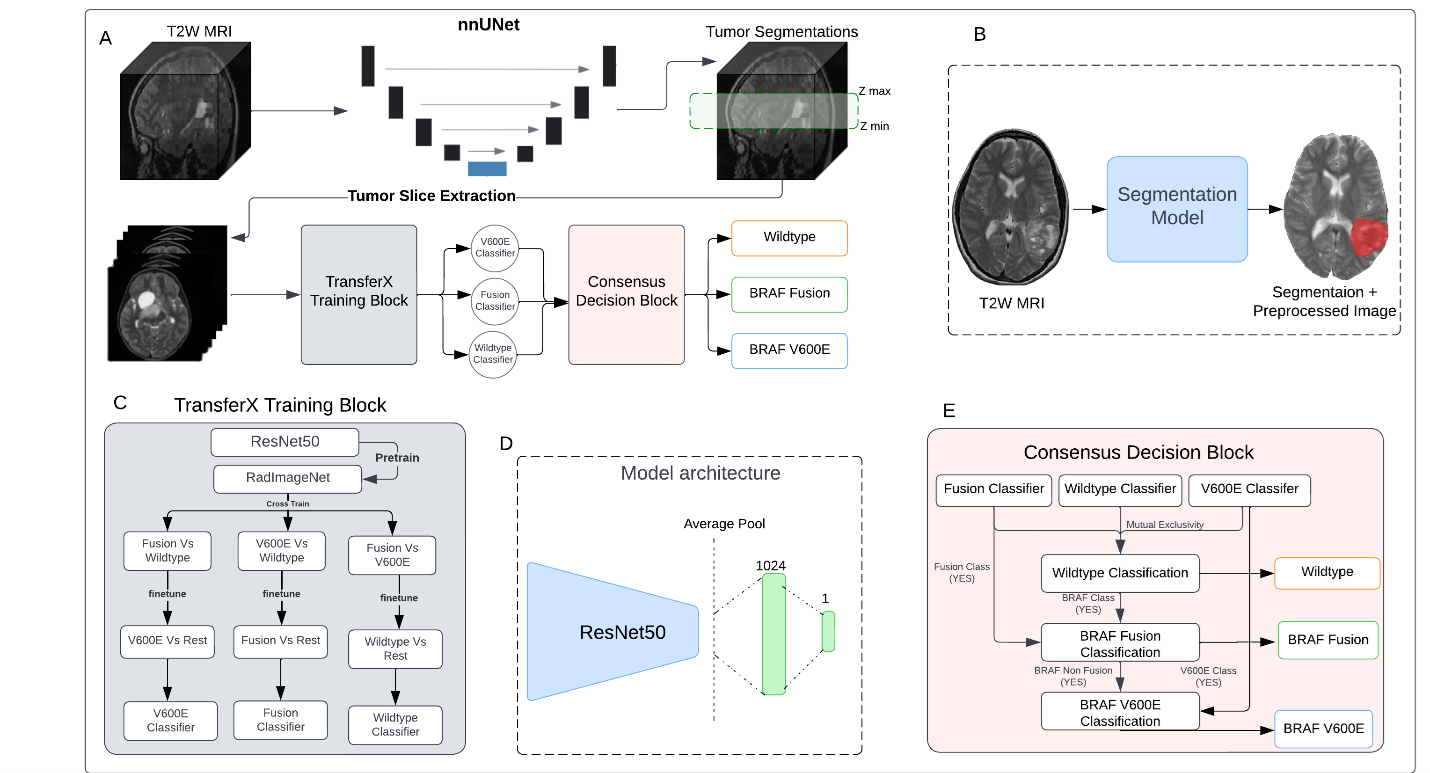 A
T2W MRI
nnUNet
Tumor Segmentations
Z max
Z min
Tumor Slice Extraction
TransferX
Training Block
V600E
Classifier
Fusion
Classifier
Wildtype
Classifier
Consensus
Decision Block
Wildtype
BRAF Fusion
BRAF V600E
B
T2W MRI
Segmentation
Model
Segmentaion +
Preprocessed Image
C
TransferX Training Block
ResNet50
Pretrain
RadImageNet
Cross Train
Fusion Vs
Wildtype
V600E Vs
Wildtype
Fusion Vs
V600E
finetune
finetune
finetune
V600E Vs Rest
Fusion Vs Rest
Wildtype Vs
Rest
V600E
Classifier
Fusion
Classifier
Wildtype
Classifier
D
Model architecture
Average Pool
1024
1
ResNet50
E
Consensus Decision Block
Fusion Classifier
Wildtype Classifier
V600E Classifer
Mutual Exclusivity
Fusion Class
(YES)
Wildtype Classification
Wildtype
BRAF Class
(YES)
BRAF Fusion
Classification
BRAF Fusion
BRAF Non Fusion
(YES)
V600E Class
(YES)
BRAF V600E
Classification
BRAF V600E